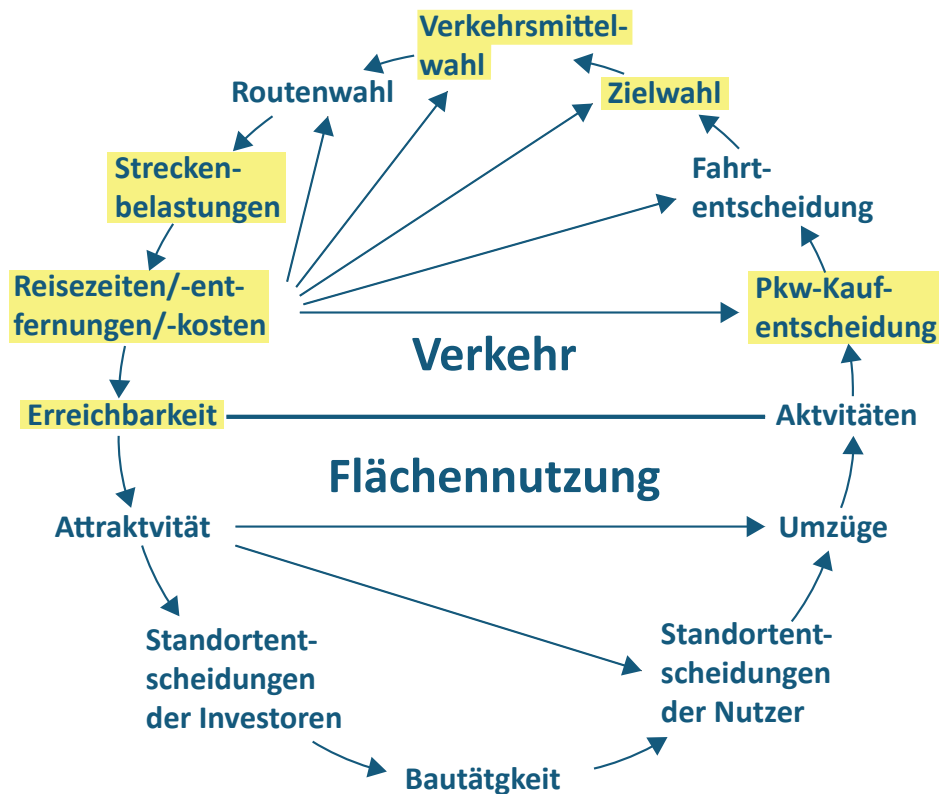 Verkehrsmittel-
wahl
Zielwahl
Routenwahl
Fahrt-
entscheidung
Strecken-
belastungen
Pkw-Kauf-
entscheidung
Reisezeiten/-ent-
fernungen/-kosten
Verkehr
Erreichbarkeit
Aktvitäten
Flächennutzung
Attraktvität
Umzüge
Standortent-
scheidungen
der Investoren
Standortent-
scheidungen
der Nutzer
Bautätgkeit